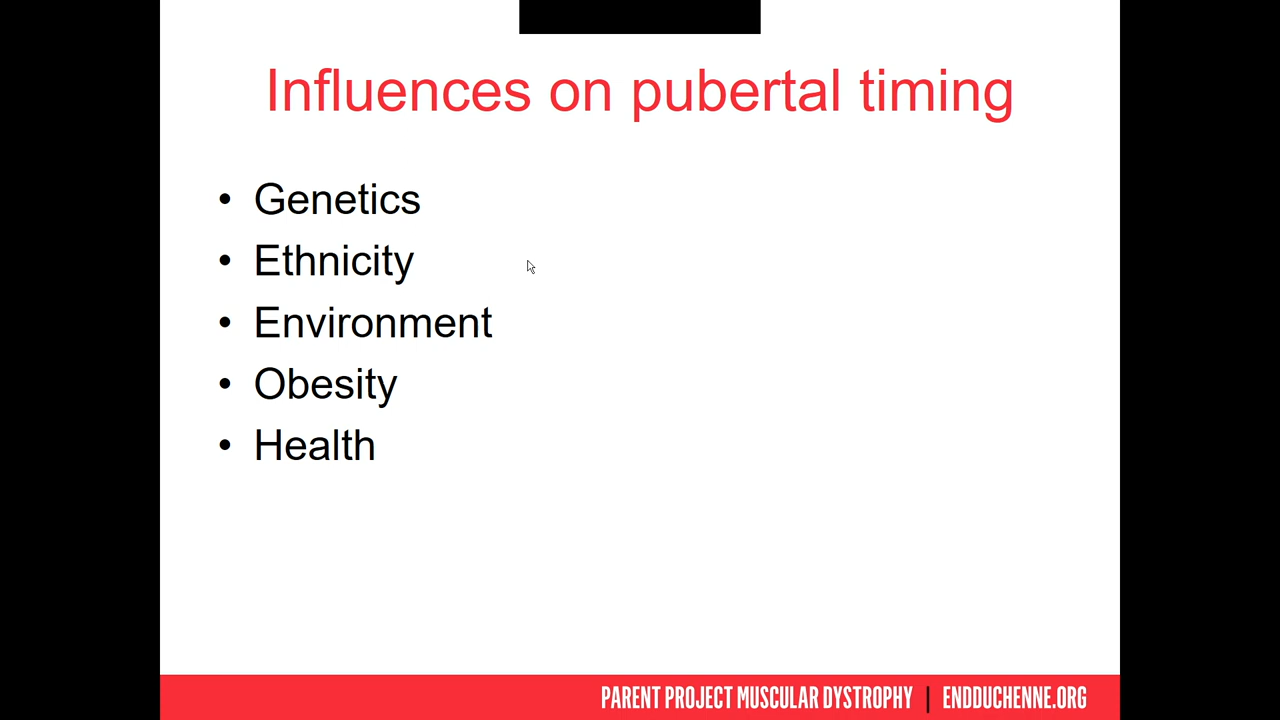 Influences on pubertal timing
• Genetics
• Ethnicity
• Environment
• Obesity
• Health
PARENT PROJECT MUSCULAR DYSTROPHY | ENDDUCHENNE.ORG